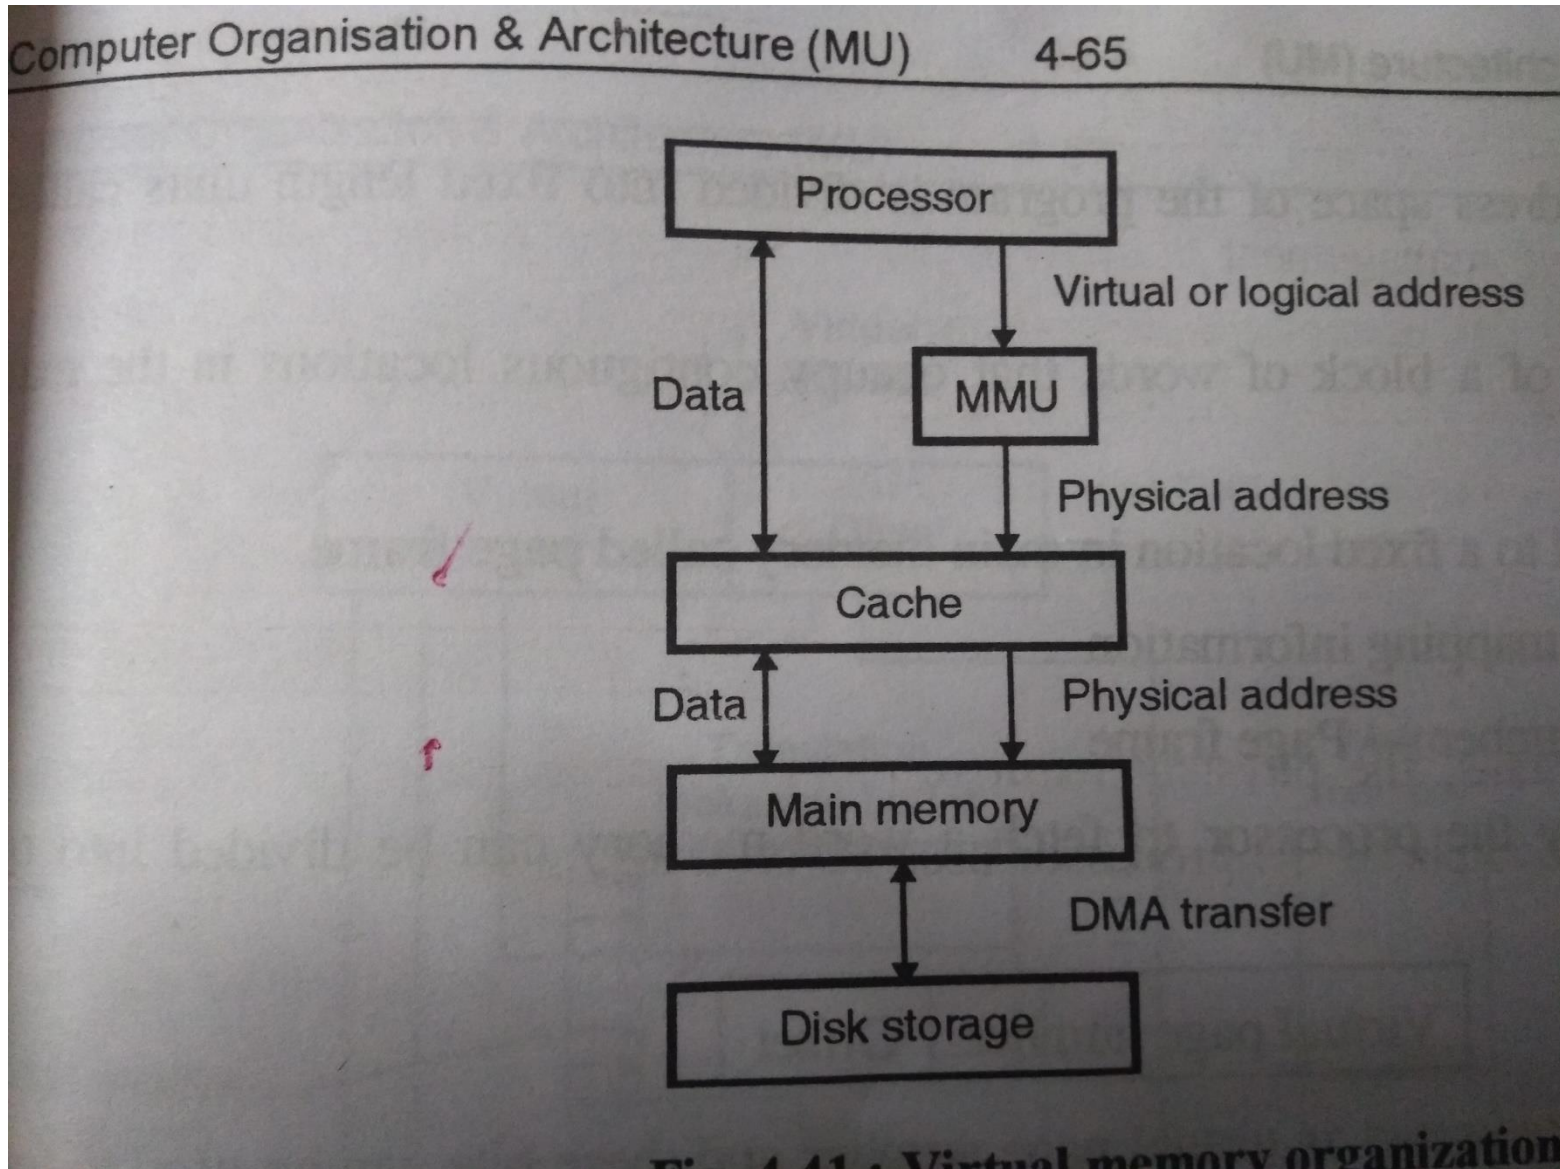 Computer Organisation & Architecture (MU) 4-65
Processor
Virtual or logical address
Data
MMU
Physical address
Cache
Data
Physical address
Main memory
DMA transfer
Disk storage
Virtual memory organization